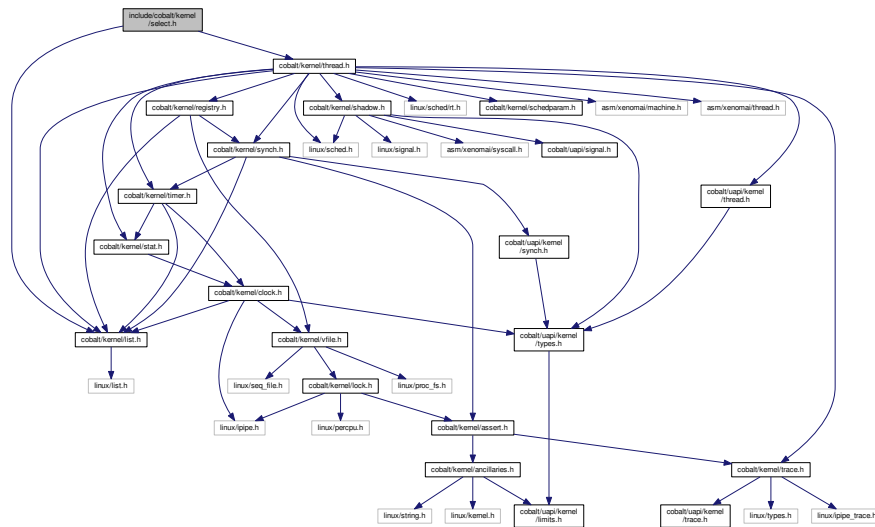 include/cobalt/kernel
/select.h
cobalt/kernel/thread.h
cobalt/kernel/registry.h
cobalt/kernel/shadow.h
linux/sched/rt.h
cobalt/kernel/schedparam.h
asm/xenomai/machine.h
asm/xenomai/thread.h
cobalt/kernel/synch.h
linux/sched.h
linux/signal.h
asm/xenomai/syscall.h
cobalt/uapi/signal.h
cobalt/kernel/timer.h
cobalt/uapi/kernel
/thread.h
cobalt/kernel/stat.h
cobalt/uapi/kernel
/synch.h
cobalt/kernel/clock.h
cobalt/kernel/list.h
cobalt/kernel/vfile.h
cobalt/uapi/kernel
/types.h
linux/list.h
linux/seq_file.h
cobalt/kernel/lock.h
linux/proc_fs.h
linux/ipipe.h
linux/percpu.h
cobalt/kernel/assert.h
cobalt/kernel/ancillaries.h
cobalt/kernel/trace.h
linux/string.h
linux/kernel.h
cobalt/uapi/kernel
/limits.h
cobalt/uapi/kernel
/trace.h
linux/types.h
linux/ipipe_trace.h